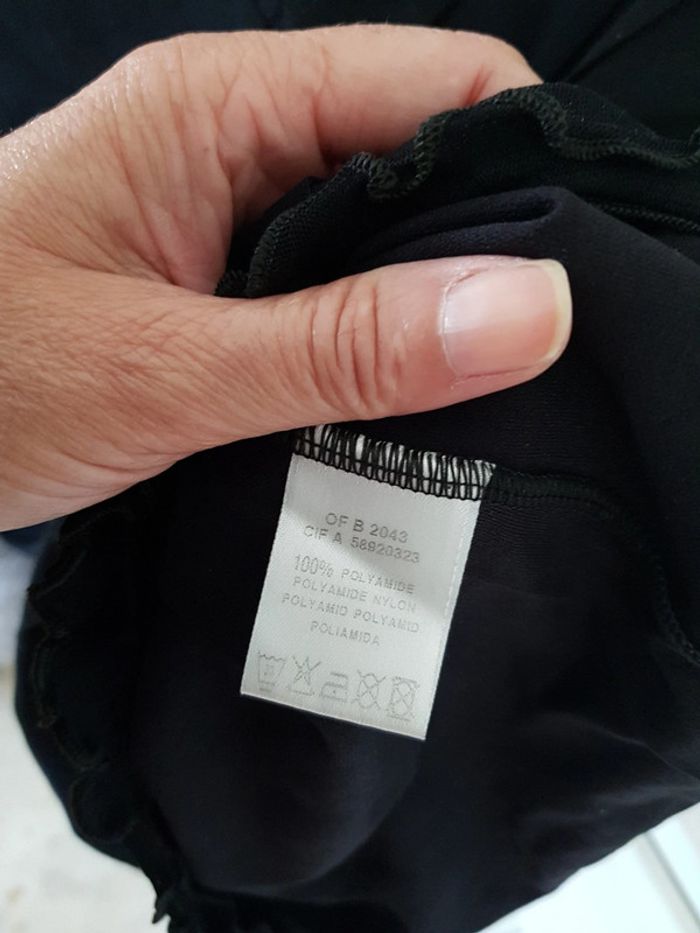 OF B 2043
CIF A 58920323
100% POLYAMIDE
POLYAMIDE NYLON
POLYAMID POLYAMID
POLIAMIDA